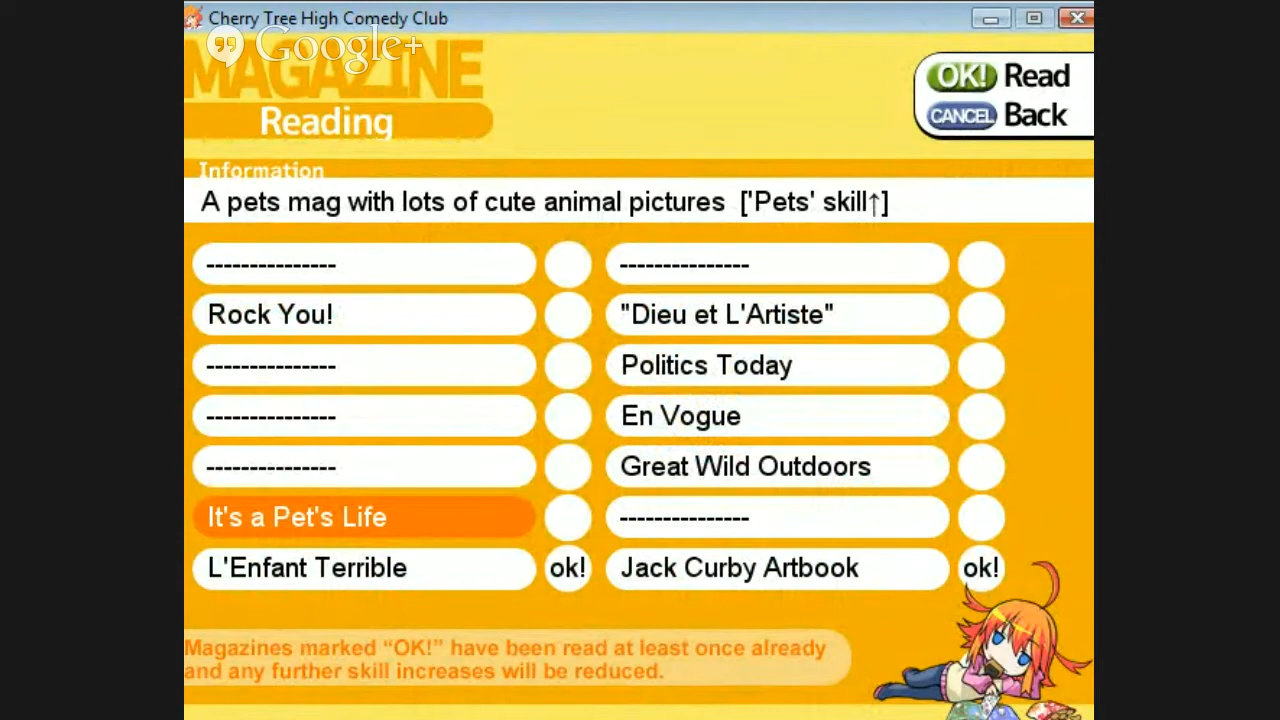 Cherry Tree High Comedy Club
Google+
MAGAZINE
Reading
OK! Read
CANCEL Back
Information
A pets mag with lots of cute animal pictures ['Pets' skill↑]
--------------- ---------------
Rock You! "Dieu et L'Artiste"
--------------- Politics Today
--------------- En Vogue
--------------- Great Wild Outdoors
It's a Pet's Life ---------------
L'Enfant Terrible ok! Jack Curby Artbook ok!
Magazines marked “OK!” have been read at least once already
and any further skill increases will be reduced.